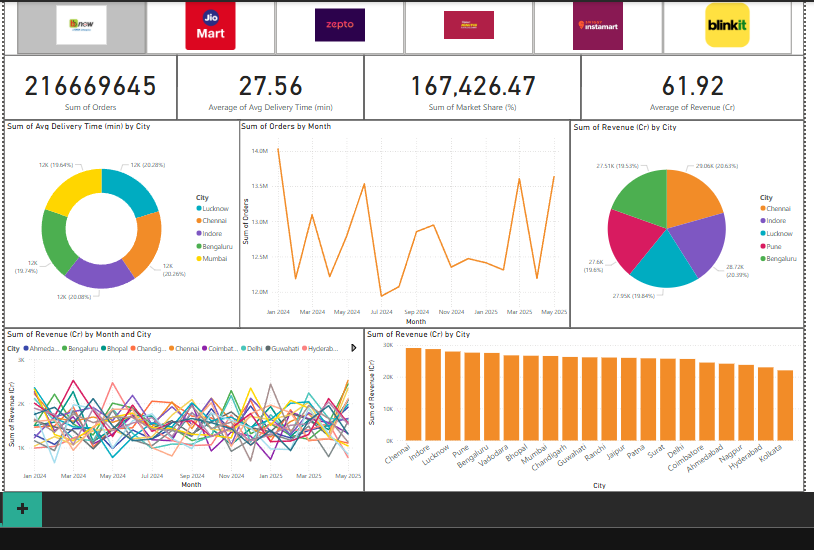 bb now
Jio
Mart
zepto
instamart
blinkit
216669645
Sum of Orders
27.56
Average of Avg Delivery Time (min)
167,426.47
Sum of Market Share (%)
61.92
Average of Revenue (Cr)
Sum of Avg Delivery Time (min) by City
12K (19.64%)
12K (20.28%)
12K
(19.74%)
12K
(20.26%)
12K (20.08%)
City
Lucknow
Chennai
Indore
Bengaluru
Mumbai
Sum of Orders by Month
Sum of Orders
14.0M
13.5M
13.0M
12.5M
12.0M
Jan 2024
Mar 2024
May 2024
Jul 2024
Sep 2024
Nov 2024
Jan 2025
Mar 2025
May 2025
Month
Sum of Revenue (Cr) by City
27.51K (19.53%)
29.06K (20.63%)
27.6K
(19.6%)
28.72K
(20.39%)
27.95K (19.84%)
City
Chennai
Indore
Lucknow
Pune
Bengaluru
Sum of Revenue (Cr) by Month and City
City
Ahmeda...
Bengaluru
Bhopal
Chandig...
Chennai
Coimbat...
Delhi
Guwahati
Hyderab...
Sum of Revenue (Cr)
3K
2K
1K
Jan 2024
Mar 2024
May 2024
Jul 2024
Sep 2024
Nov 2024
Jan 2025
Mar 2025
May 2025
Month
Sum of Revenue (Cr) by City
Sum of Revenue (Cr)
30K
20K
10K
0K
Chennai
Indore
Lucknow
Pune
Bengaluru
Vadodara
Bhopal
Mumbai
Chandigarh
Guwahati
Ranchi
Jaipur
Patna
Surat
Delhi
Coimbatore
Ahmedabad
Nagpur
Hyderabad
Kolkata
City
+